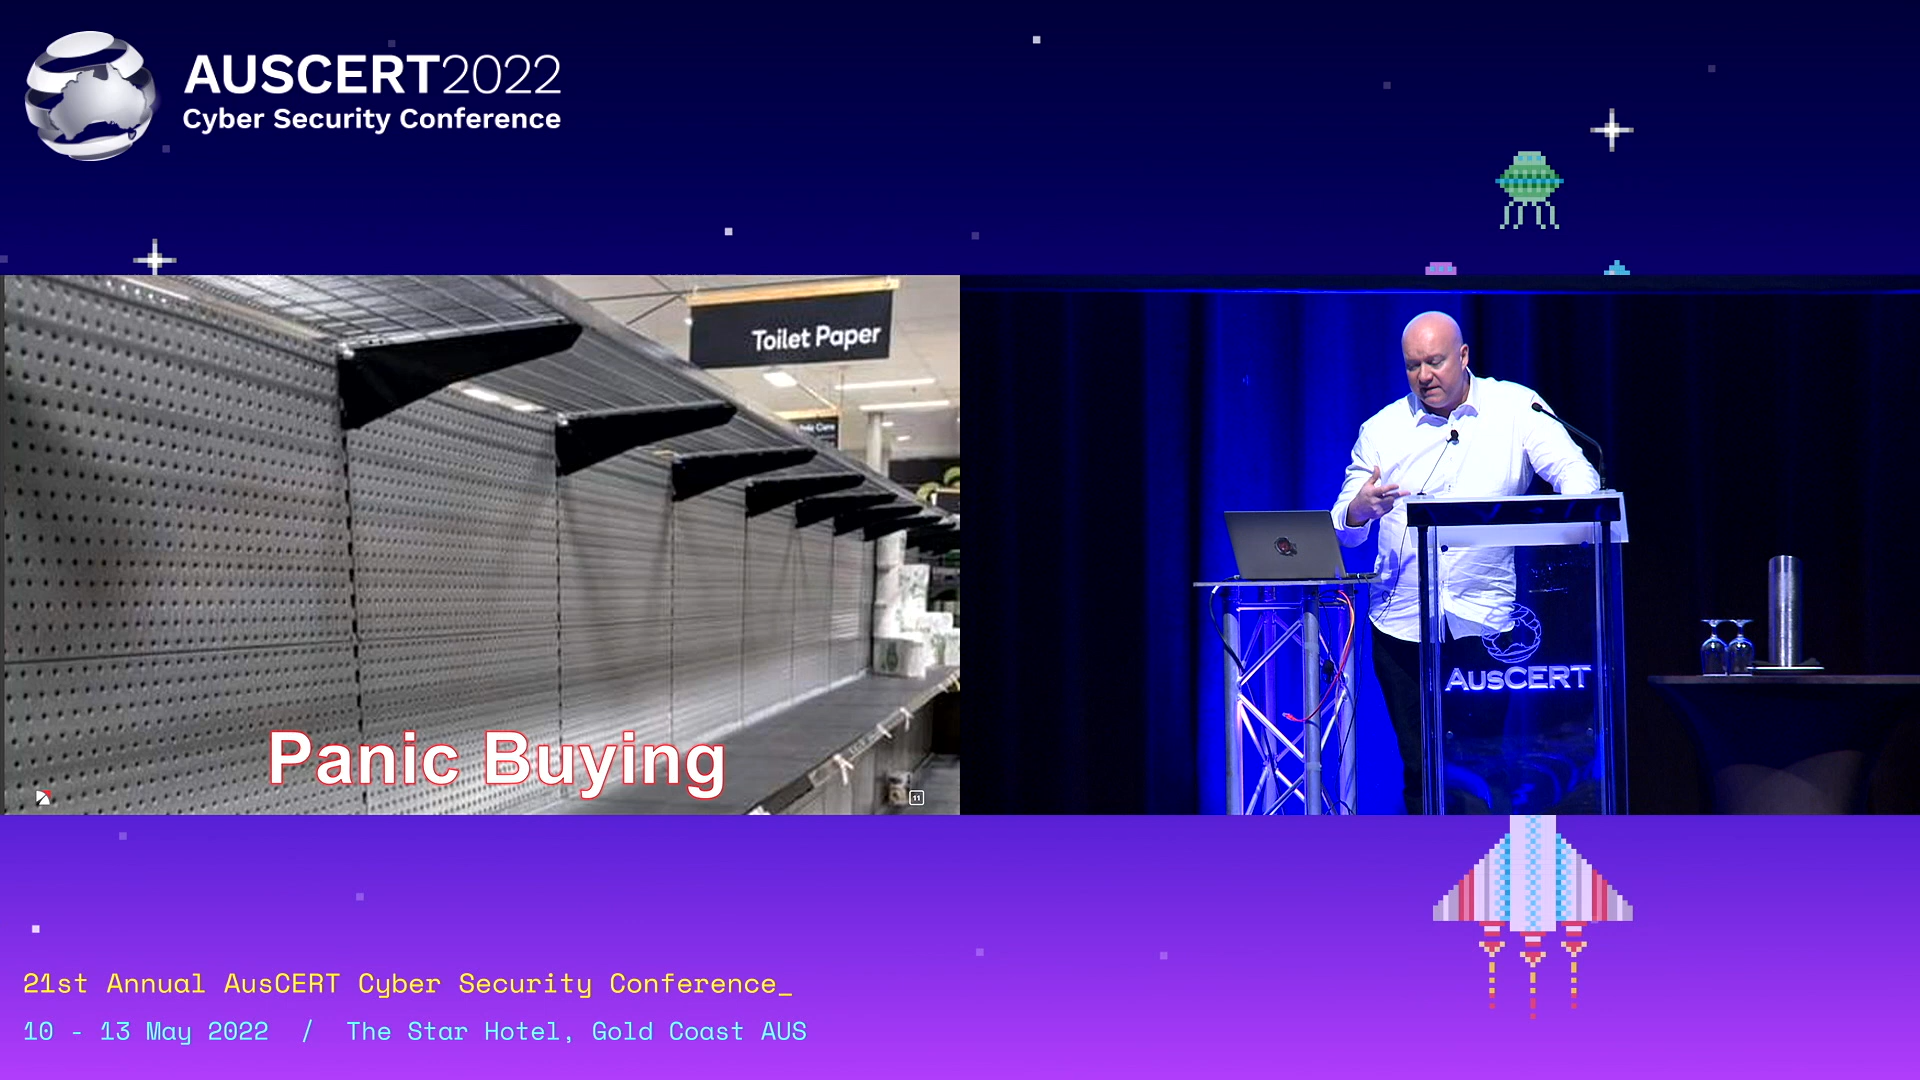 AUSCERT2022
Cyber Security Conference
Toilet Paper
Panic Buying
11
AusCERT
21st Annual AusCERT Cyber Security Conference_
10 - 13 May 2022 / The Star Hotel, Gold Coast AUS